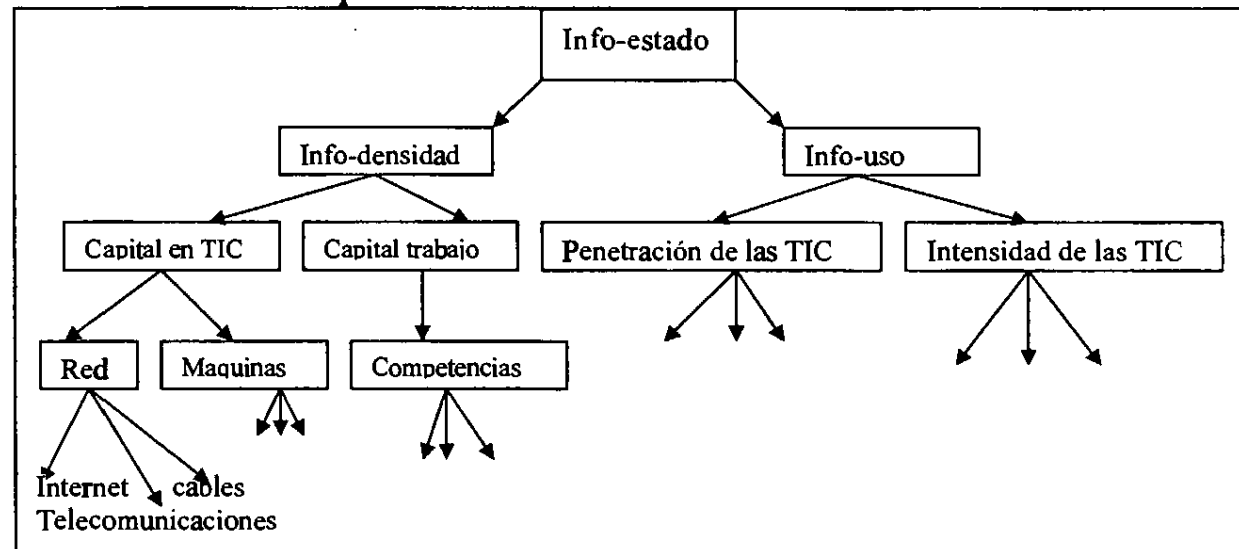 Info-estado
Info-densidad
Info-uso
Capital en TIC
Capital trabajo
Penetración de las TIC
Intensidad de las TIC
Red
Maquinas
Competencias
Internet cables
Telecomunicaciones